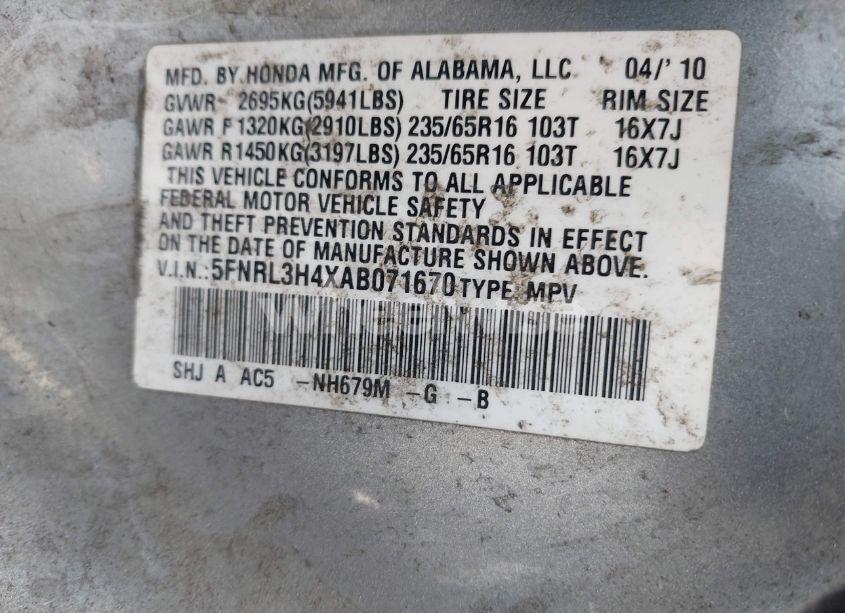 MFD. BY HONDA MFG. OF ALABAMA, LLC 04/'10
GVWR 2695KG(5941LBS) TIRE SIZE RIM SIZE
GAWR F1320KG(2910LBS) 235/65R16 103T 16X7J
GAWR R1450KG(3197LBS) 235/65R16 103T 16X7J
THIS VEHICLE CONFORMS TO ALL APPLICABLE
FEDERAL MOTOR VEHICLE SAFETY
AND THEFT PREVENTION STANDARDS IN EFFECT
ON THE DATE OF MANUFACTURE SHOWN ABOVE.
V.I.N.:5FNRL3H4XAB071670 TYPE MPV
SHJ A AC5 -NH679M -G -B